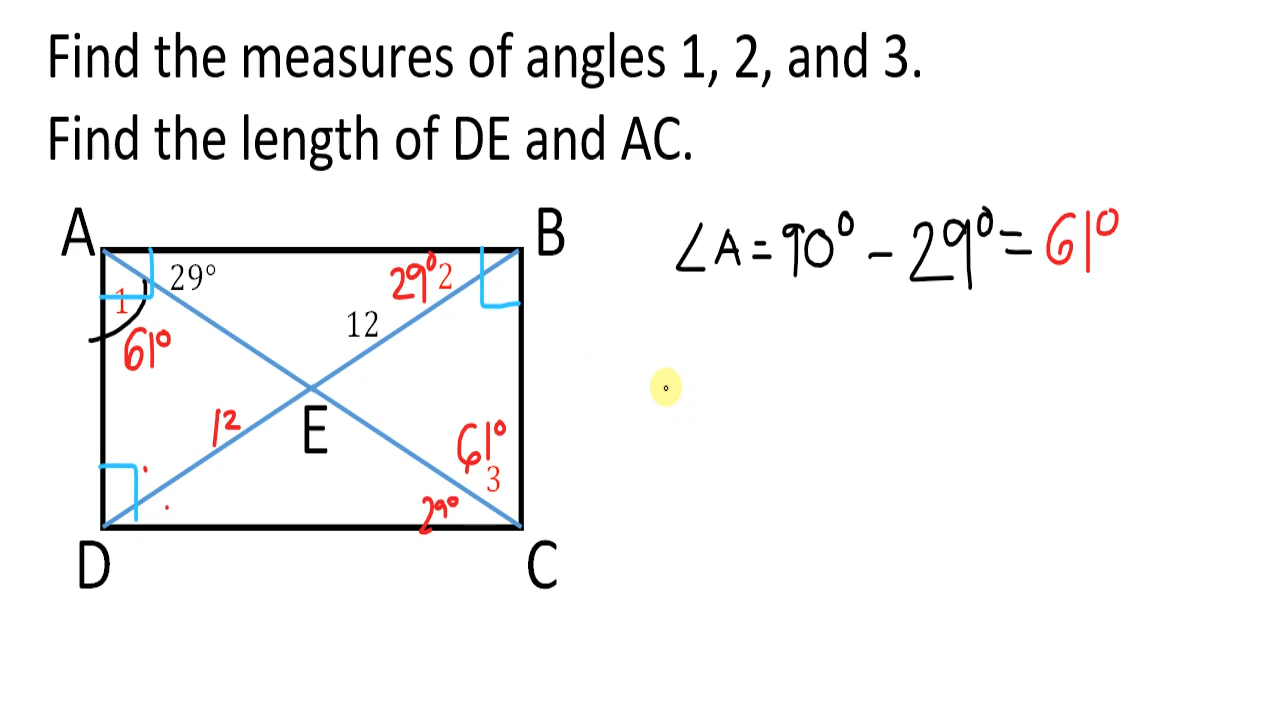 Find the measures of angles 1, 2, and 3.
Find the length of DE and AC.
A
B
∠A = 90° - 29° = 61°
29°
29° 2
1
12
61°
12
E
61°
3
29°
D
C